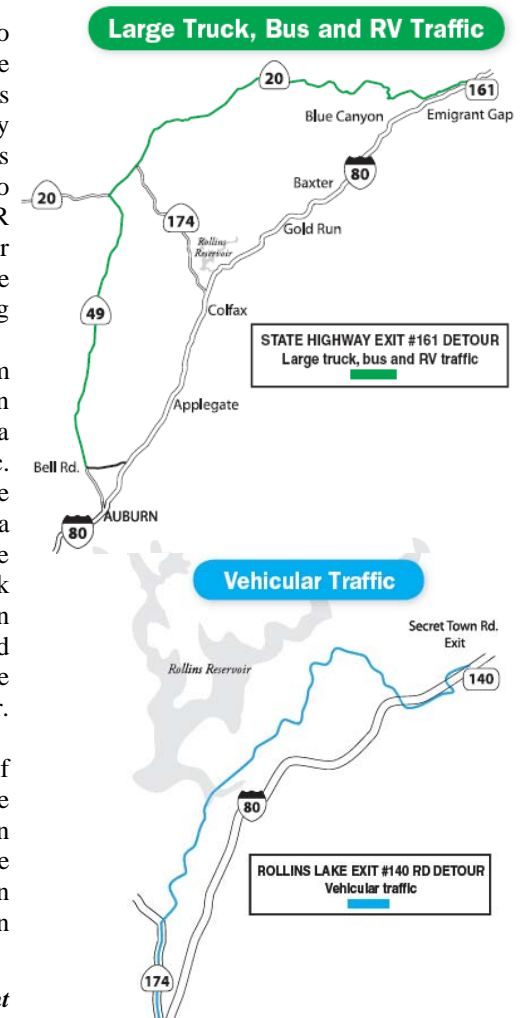 Large Truck, Bus and RV Traffic
20
161
Blue Canyon
Emigrant Gap
80
Baxter
20
174
Gold Run
Rollins
Reservoir
49
Colfax
STATE HIGHWAY EXIT #161 DETOUR
Large truck, bus and RV traffic
Applegate
Bell Rd.
AUBURN
80
Vehicular Traffic
Secret Town Rd.
Exit
Rollins Reservoir
140
80
ROLLINS LAKE EXIT #140 RD DETOUR
Vehicular traffic
174